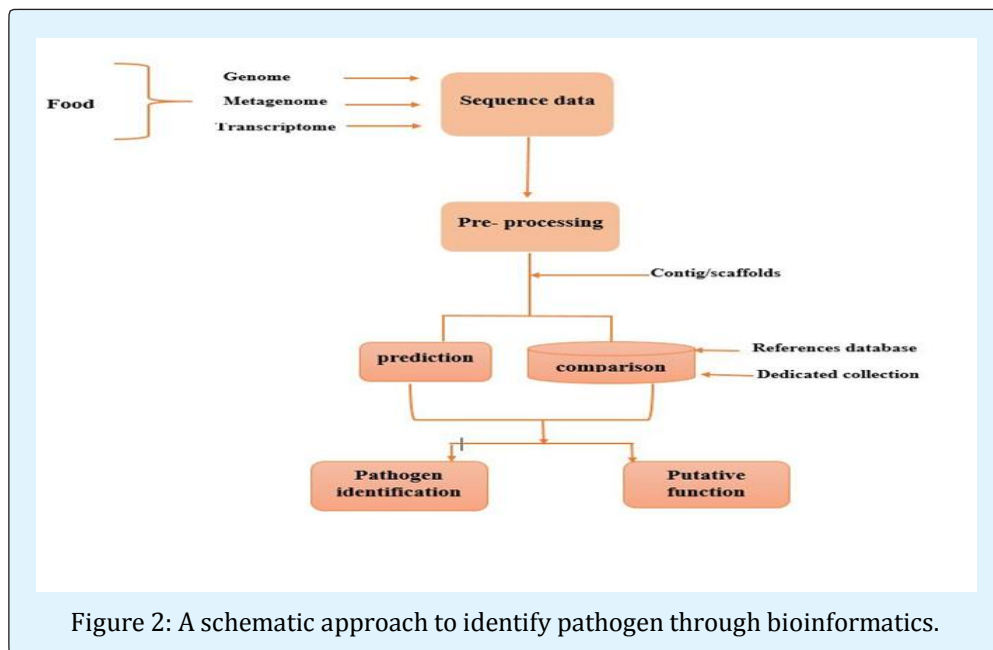 Food
Genome
Metagenome
Transcriptome
Sequence data
Pre- processing
Contig/scaffolds
prediction
comparison
References database
Dedicated collection
Pathogen
identification
Putative
function
Figure 2: A schematic approach to identify pathogen through bioinformatics.